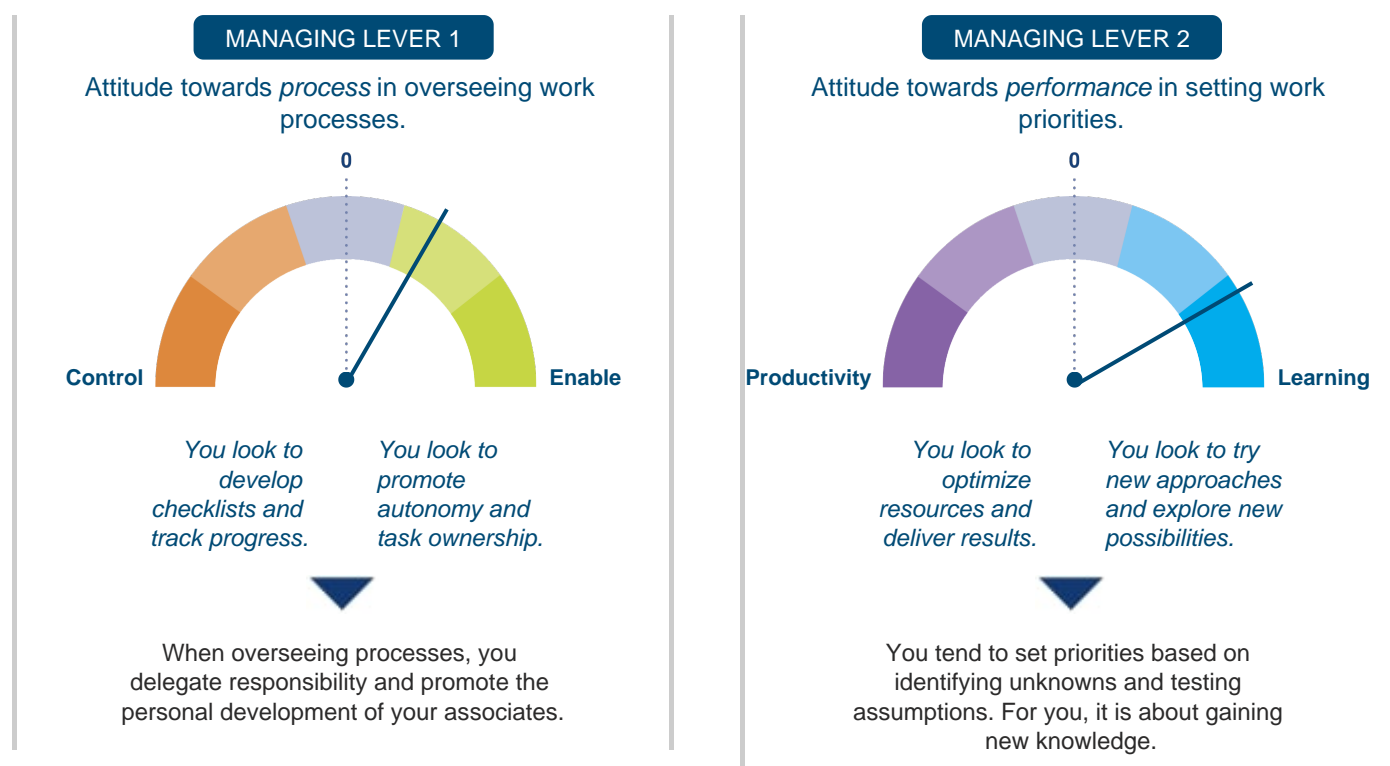 MANAGING LEVER 1
Attitude towards process in overseeing work
processes.
0
Control
Enable
You look to
develop
checklists and
track progress.
You look to
promote
autonomy and
task ownership.
When overseeing processes, you
delegate responsibility and promote the
personal development of your associates.
MANAGING LEVER 2
Attitude towards performance in setting work
priorities.
0
Productivity
Learning
You look to
optimize
resources and
deliver results.
You look to try
new approaches
and explore new
possibilities.
You tend to set priorities based on
identifying unknowns and testing
assumptions. For you, it is about gaining
new knowledge.